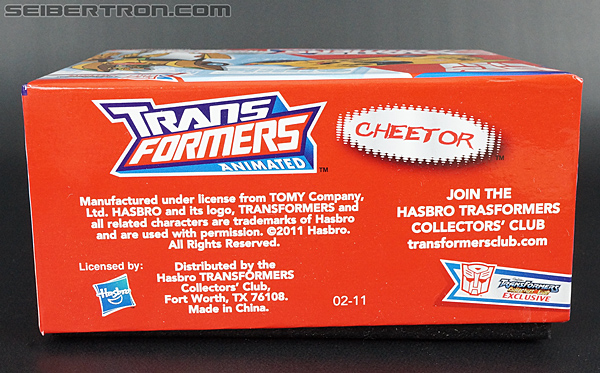 SEIBERTRON.COM
TRANS
FORMERS
ANIMATED
TM
CHEETOR
TM
Manufactured under license from TOMY Company,
Ltd. HASBRO and its logo, TRANSFORMERS and
all related characters are trademarks of Hasbro
and are used with permission. ©2011 Hasbro.
All Rights Reserved.
Licensed by:
Hasbro
Distributed by the
Hasbro TRANSFORMERS
Collectors' Club,
Fort Worth, TX 76108.
Made in China.
02-11
JOIN THE
HASBRO TRASFORMERS
COLLECTORS' CLUB
transformersclub.com
TRANSFORMERS
EXCLUSIVE